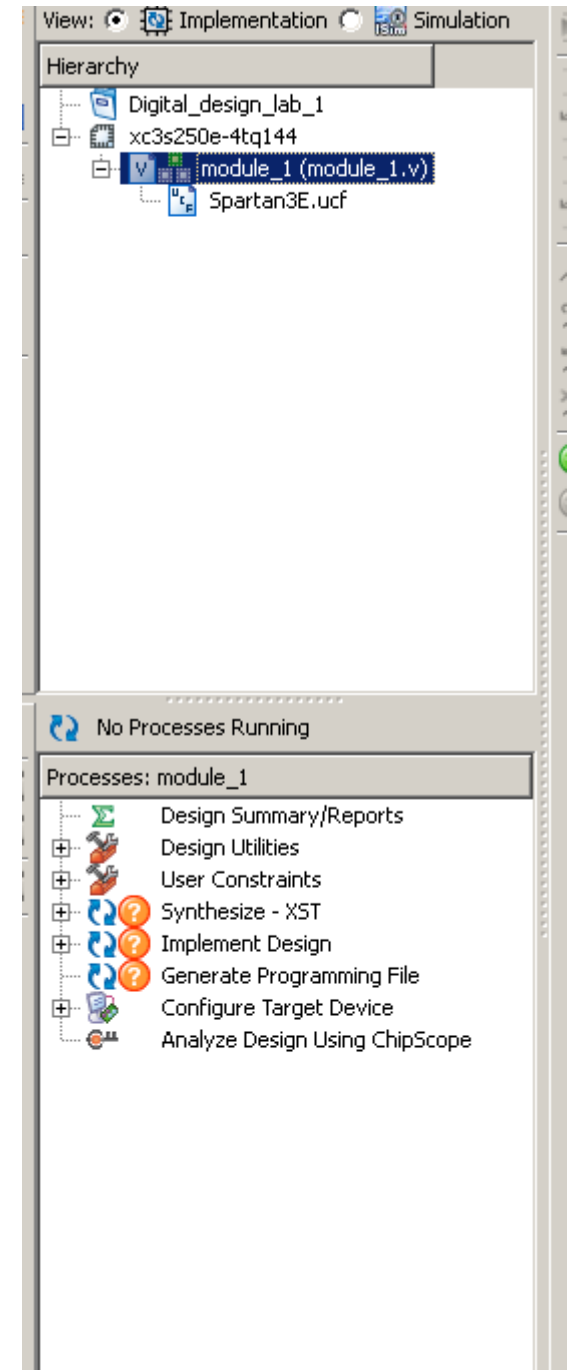 View: Implementation Simulation
Hierarchy
Digital_design_lab_1
xc3s250e-4tq144
module_1 (module_1.v)
Spartan3E.ucf
No Processes Running
Processes: module_1
Design Summary/Reports
Design Utilities
User Constraints
Synthesize - XST
Implement Design
Generate Programming File
Configure Target Device
Analyze Design Using ChipScope